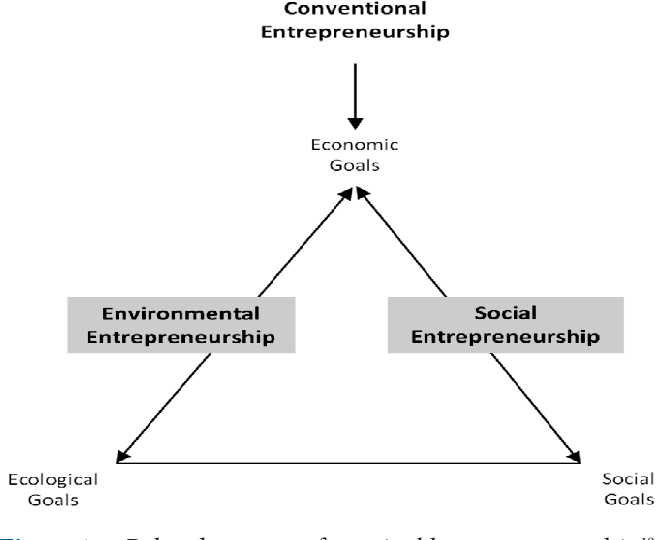 Conventional
Entrepreneurship
Economic
Goals
Environmental
Entrepreneurship
Social
Entrepreneurship
Ecological
Goals
Social
Goals